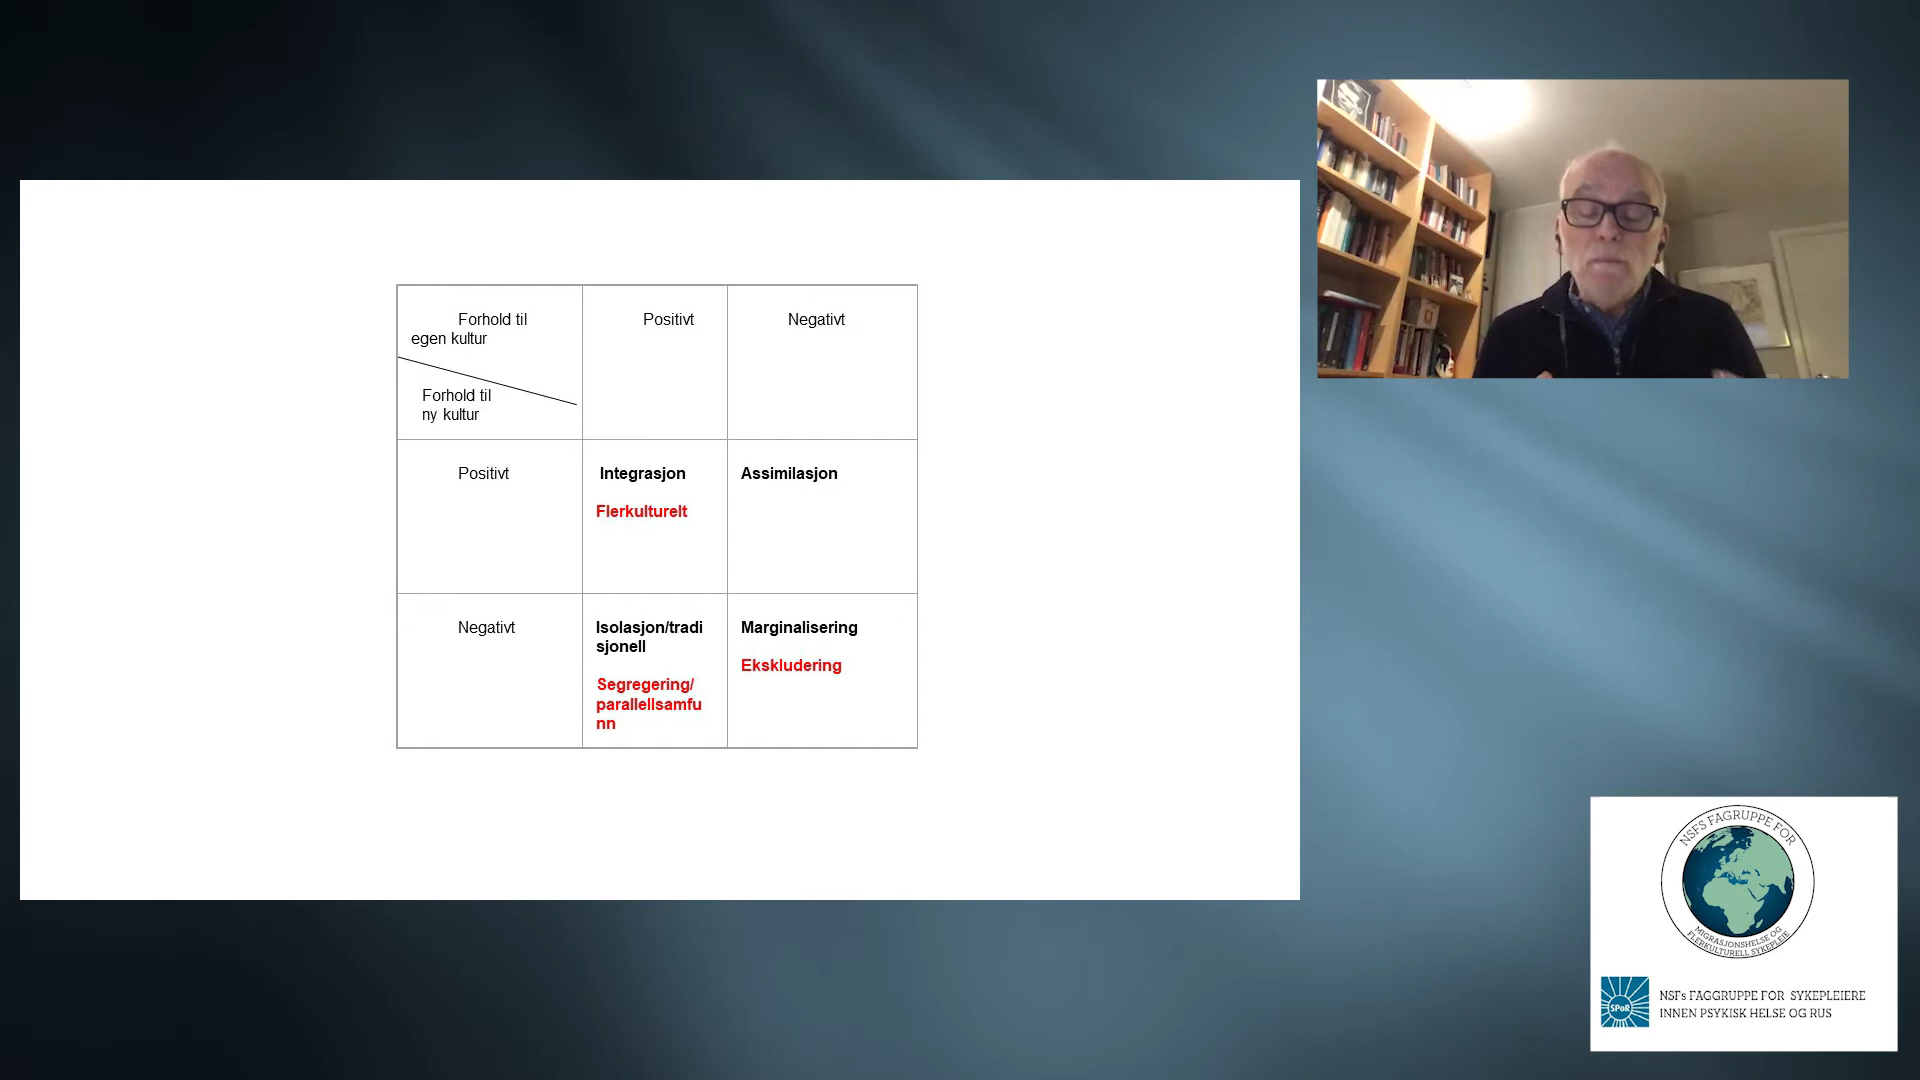 Forhold til
egen kultur
Forhold til
ny kultur
Positivt
Negativt
Positivt
Integrasjon
Flerkulturelt
Assimilasjon
Negativt
Isolasjon/tradi
sjonell
Segregering/
parallellsamfu
nn
Marginalisering
Ekskludering
NSFS FAGRUPPE FOR
MIGRASJONSHELSE OG
FLERKULTURELL SYKEPLEIE
SPoR
NSFs FAGGRUPPE FOR SYKEPLEIERE
INNEN PSYKISK HELSE OG RUS